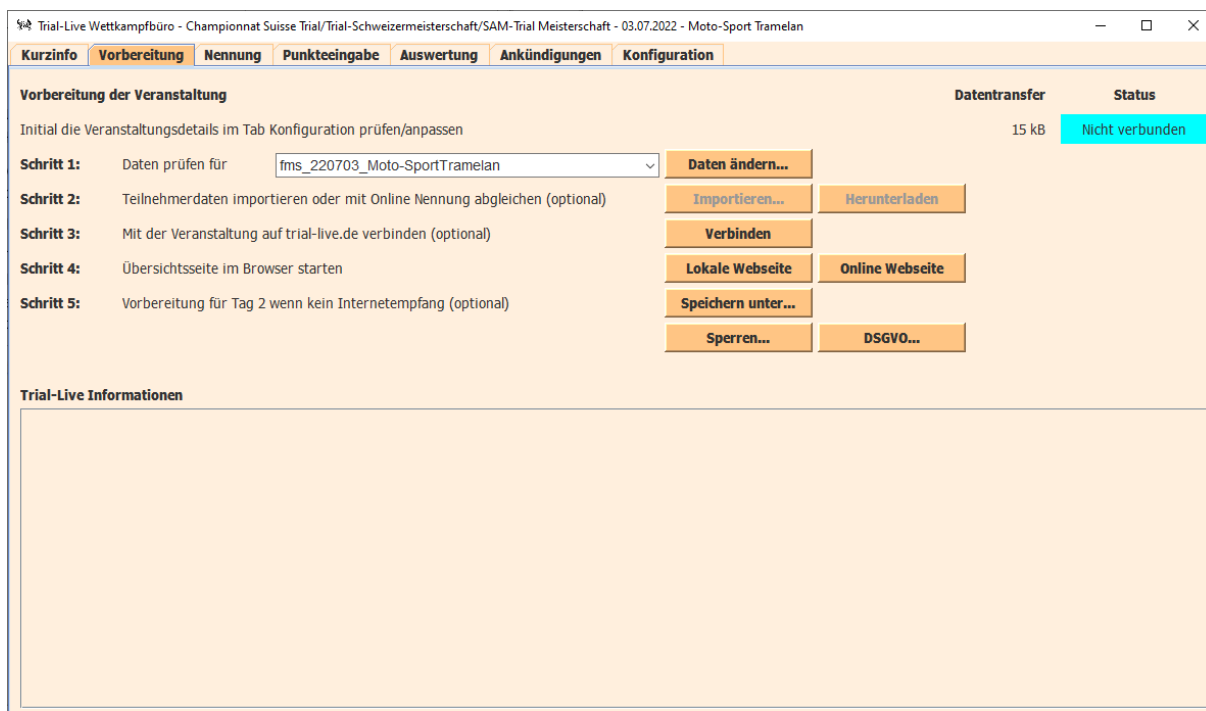 Trial-Live Wettkampfbüro - Championnat Suisse Trial/Trial-Schweizermeisterschaft/SAM-Trial Meisterschaft - 03.07.2022 - Moto-Sport Tramelan
Kurzinfo Vorbereitung Nennung Punkteeingabe Auswertung Ankündigungen Konfiguration
Vorbereitung der Veranstaltung Datentransfer Status
Initial die Veranstaltungsdetails im Tab Konfiguration prüfen/anpassen 15 kB Nicht verbunden
Schritt 1: Daten prüfen für fms_220703_Moto-SportTramelan Daten ändern...
Schritt 2: Teilnehmerdaten importieren oder mit Online Nennung abgleichen (optional) Importieren... Herunterladen
Schritt 3: Mit der Veranstaltung auf trial-live.de verbinden (optional) Verbinden
Schritt 4: Übersichtsseite im Browser starten Lokale Webseite Online Webseite
Schritt 5: Vorbereitung für Tag 2 wenn kein Internetempfang (optional) Speichern unter...
Sperren... DSGVO...
Trial-Live Informationen